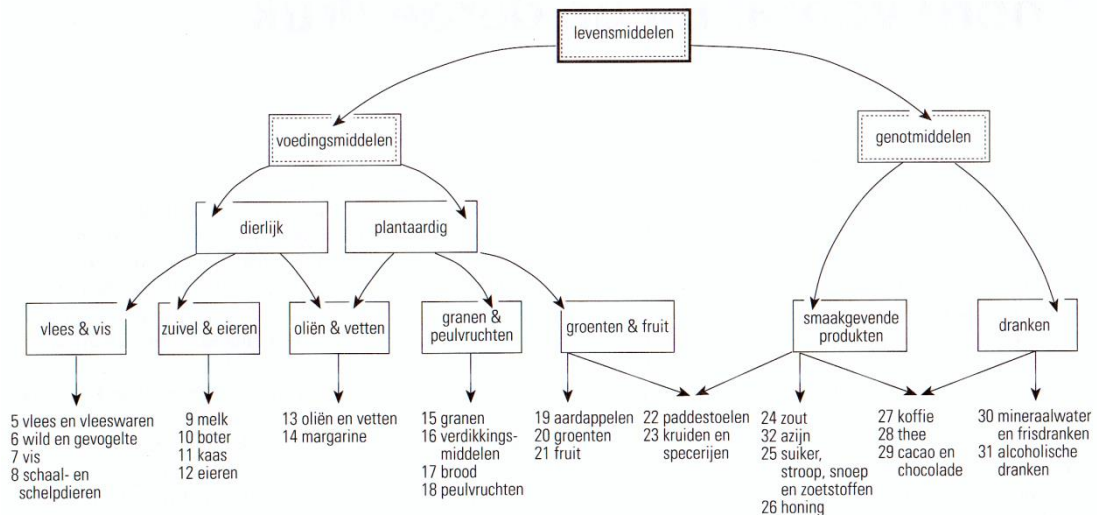 levensmiddelen
voedingsmiddelen
genotmiddelen
dierlijk
plantaardig
vlees & vis
zuivel & eieren
oliën & vetten
granen &
peulvruchten
groenten & fruit
smaakgevende
produkten
dranken
5 vlees en vleeswaren
6 wild en gevogelte
7 vis
8 schaal- en
schelpdieren
9 melk
10 boter
11 kaas
12 eieren
13 oliën en vetten
14 margarine
15 granen
16 verdikkings-
middelen
17 brood
18 peulvruchten
19 aardappelen
20 groenten
21 fruit
22 paddestoelen
23 kruiden en
specerijen
24 zout
32 azijn
25 suiker,
stroop, snoep
en zoetstoffen
26 honing
27 koffie
28 thee
29 cacao en
chocolade
30 mineraalwater
en frisdranken
31 alcoholische
dranken